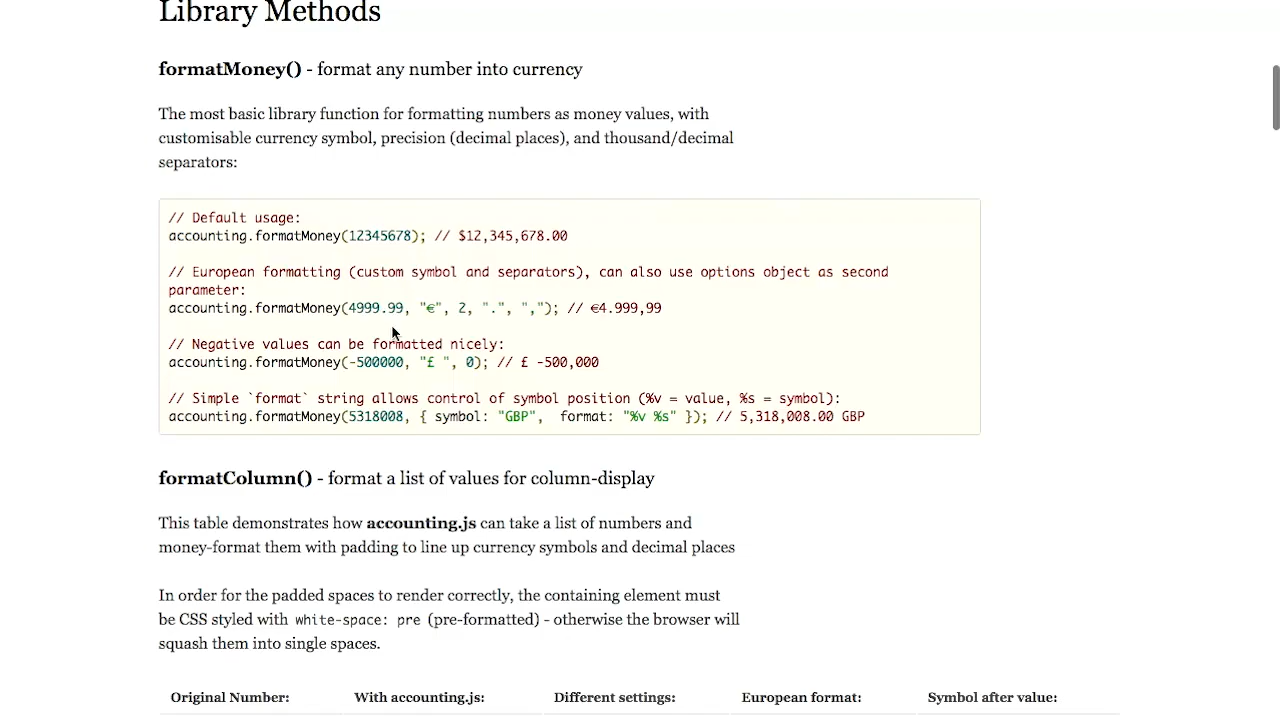 Library Methods
formatMoney() - format any number into currency
The most basic library function for formatting numbers as money values, with
customisable currency symbol, precision (decimal places), and thousand/decimal
separators:
// Default usage:
accounting.formatMoney(12345678); // $12,345,678.00
// European formatting (custom symbol and separators), can also use options object as second
parameter:
accounting.formatMoney(4999.99, "€", 2, ".", ","); // €4.999,99
// Negative values can be formatted nicely:
accounting.formatMoney(-500000, "£ ", 0); // £ -500,000
// Simple `format` string allows control of symbol position (%v = value, %s = symbol):
accounting.formatMoney(5318008, { symbol: "GBP",  format: "%v %s" }); // 5,318,008.00 GBP
formatColumn() - format a list of values for column-display
This table demonstrates how accounting.js can take a list of numbers and
money-format them with padding to line up currency symbols and decimal places
In order for the padded spaces to render correctly, the containing element must
be CSS styled with white-space: pre (pre-formatted) - otherwise the browser will
squash them into single spaces.
Original Number: With accounting.js: Different settings: European format: Symbol after value: